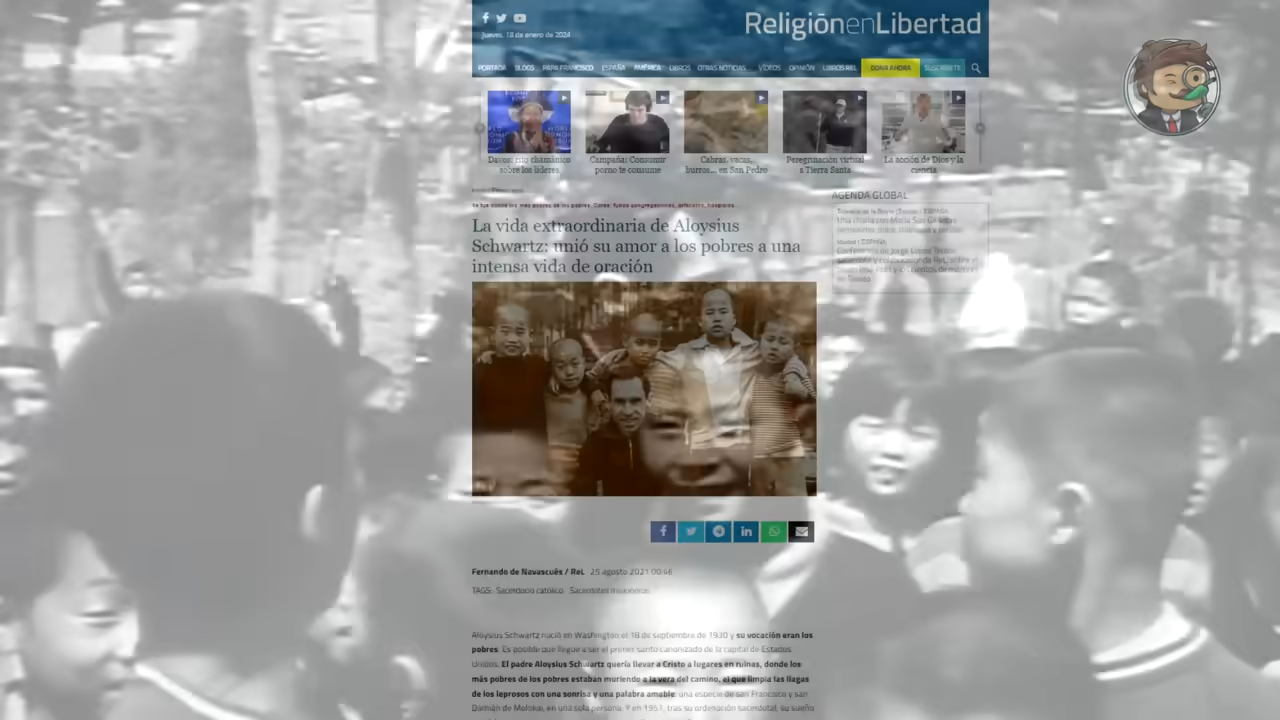 ReligiónenLibertad
Jueves, 18 de enero de 2024
PORTADA BLOGS PAPA FRANCISCO ESPAÑA AMÉRICA LIBROS OTRAS NOTICIAS VÍDEOS OPINIÓN LIBROS REL DONA AHORA SUSCRÍBETE
Davos: rito chamánico
sobre los líderes
Campaña: Consumir
porno te consume
Cabras, vacas,
burros... en San Pedro
Peregrinación virtual
a Tierra Santa
La acción de Dios y la
ciencia
AGENDA GLOBAL
La vida extraordinaria de Aloysius
Schwartz: unió su amor a los pobres a una
intensa vida de oración
Fernando de Navascués / ReL 25 agosto 2021 00:46
TAGS: Sacerdocio católico Sacerdotes misioneros
Aloysius Schwartz nació en Washington el 18 de septiembre de 1930 y su vocación eran los
pobres. Es posible que llegue a ser el primer santo canonizado de la capital de Estados
Unidos. El padre Aloysius Schwartz quería llevar a Cristo a lugares en ruinas, donde los
más pobres de los pobres estaban muriendo a la vera del camino, el que limpia las llagas
de los leprosos con una sonrisa y una palabra amable: una especie de san Francisco y san
Damián de Molokai, en una sola persona. Y en 1957, tras su ordenación sacerdotal, su sueño